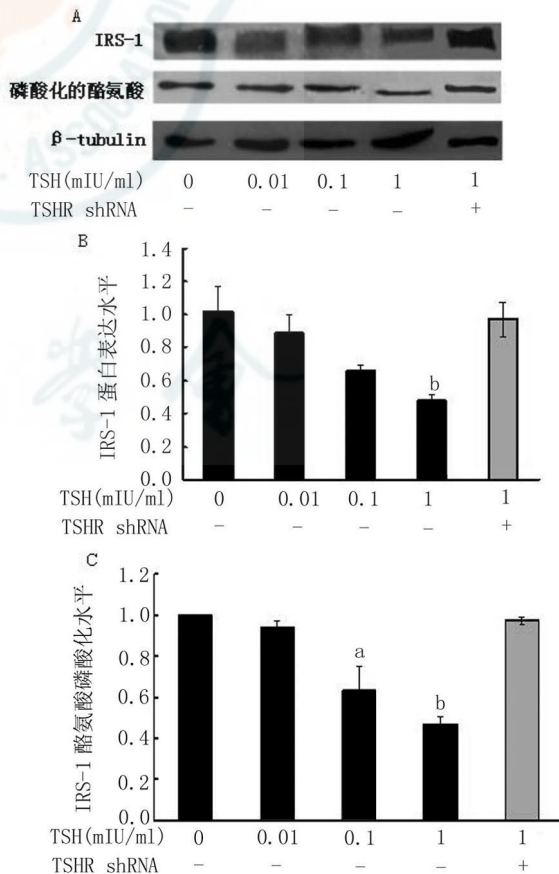 A
IRS-1
磷酸化的酪氨酸
β-tubulin
TSH(mIU/ml) 0 0.01 0.1 1 1
TSHR shRNA – – – – +
B
IRS-1 蛋白表达水平
1.4
1.2
1.0
0.8
0.6
0.4
0.2
0.0
b
TSH(mIU/ml) 0 0.01 0.1 1 1
TSHR shRNA – – – – +
C
IRS-1 酪氨酸磷酸化水平
1.2
1.0
0.8
0.6
0.4
0.2
0.0
a
b
TSH(mIU/ml) 0 0.01 0.1 1 1
TSHR shRNA – – – – +